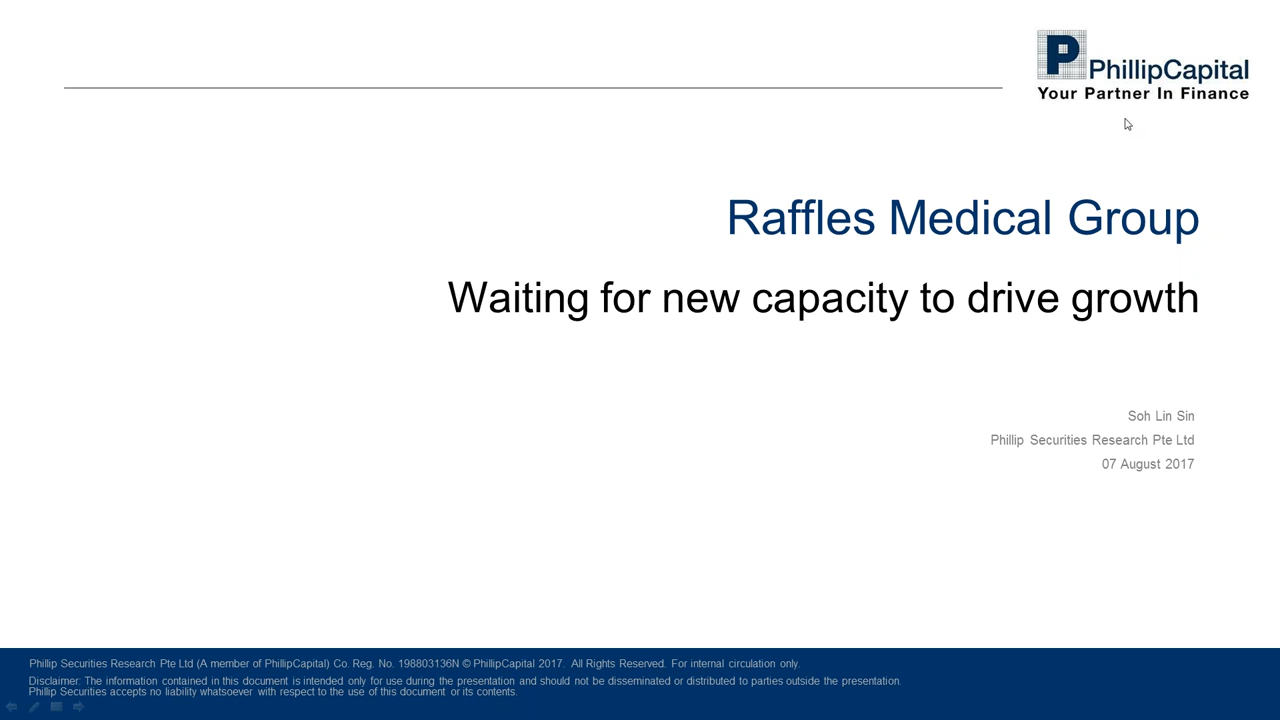 P PhillipCapital
Your Partner In Finance
Raffles Medical Group
Waiting for new capacity to drive growth
Soh Lin Sin
Phillip Securities Research Pte Ltd
07 August 2017
Phillip Securities Research Pte Ltd (A member of PhillipCapital) Co. Reg. No. 198803136N © PhillipCapital 2017. All Rights Reserved. For internal circulation only.
Disclaimer: The information contained in this document is intended only for use during the presentation and should not be disseminated or distributed to parties outside the presentation.
Phillip Securities accepts no liability whatsoever with respect to the use of this document or its contents.